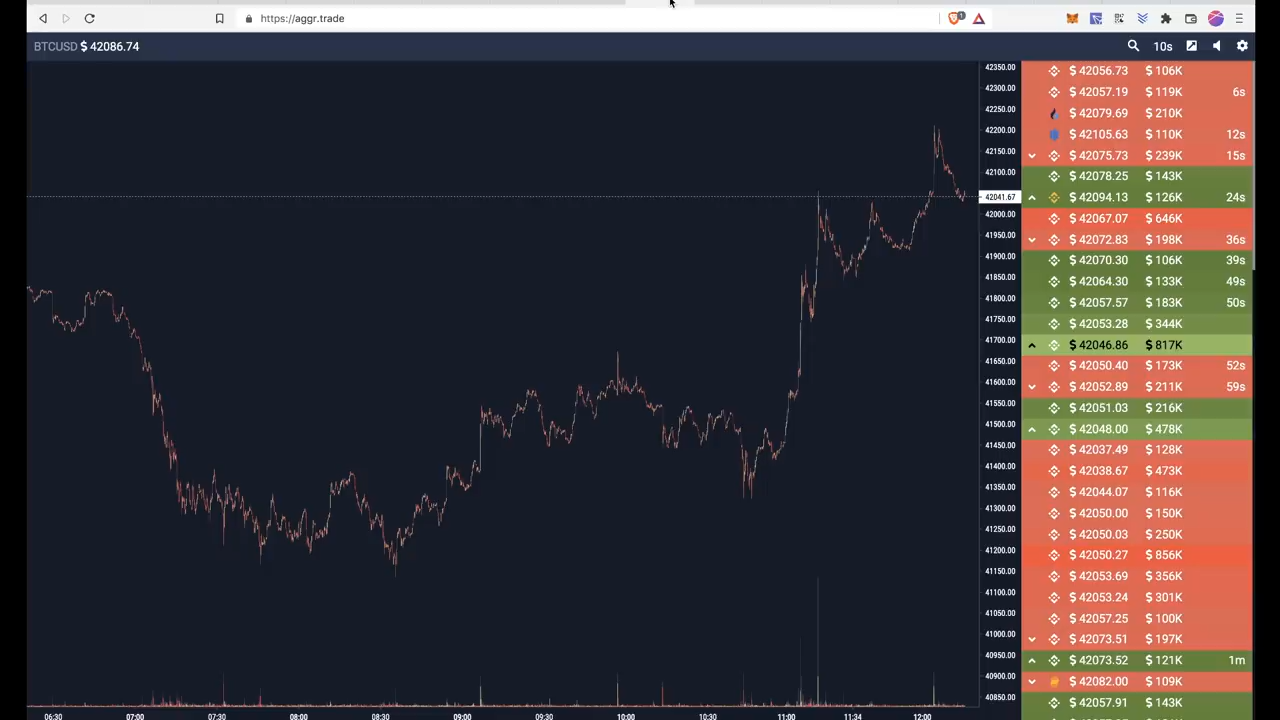 https://aggr.trade
1
BTCUSD $ 42086.74
10s
42350.00
42300.00
42250.00
42200.00
42150.00
42100.00
42041.67
42000.00
41950.00
41900.00
41850.00
41800.00
41750.00
41700.00
41650.00
41600.00
41550.00
41500.00
41450.00
41400.00
41350.00
41300.00
41250.00
41200.00
41150.00
41100.00
41050.00
41000.00
40950.00
40900.00
40850.00
06:30 07:00 07:30 08:00 08:30 09:00 09:30 10:00 10:30 11:00 11:34 12:00
$ 42056.73 $ 106K
$ 42057.19 $ 119K 6s
$ 42079.69 $ 210K
$ 42105.63 $ 110K 12s
$ 42075.73 $ 239K 15s
$ 42078.25 $ 143K
$ 42094.13 $ 126K 24s
$ 42067.07 $ 646K
$ 42072.83 $ 198K 36s
$ 42070.30 $ 106K 39s
$ 42064.30 $ 133K 49s
$ 42057.57 $ 183K 50s
$ 42053.28 $ 344K
$ 42046.86 $ 817K
$ 42050.40 $ 173K 52s
$ 42052.89 $ 211K 59s
$ 42051.03 $ 216K
$ 42048.00 $ 478K
$ 42037.49 $ 128K
$ 42038.67 $ 473K
$ 42044.07 $ 116K
$ 42050.00 $ 150K
$ 42050.03 $ 250K
$ 42050.27 $ 856K
$ 42053.69 $ 356K
$ 42053.24 $ 301K
$ 42057.25 $ 100K
$ 42073.51 $ 197K
$ 42073.52 $ 121K 1m
$ 42082.00 $ 109K
$ 42057.91 $ 143K